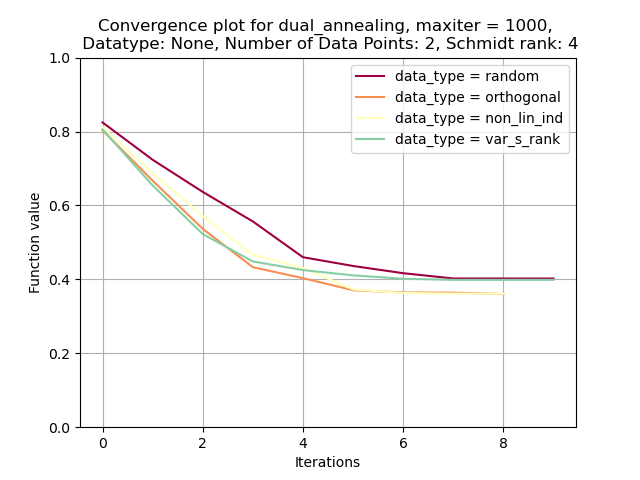 Convergence plot for dual_annealing, maxiter = 1000,
Datatype: None, Number of Data Points: 2, Schmidt rank: 4
1.0
0.8
0.6
0.4
0.2
0.0
Function value
data_type = random
data_type = orthogonal
data_type = non_lin_ind
data_type = var_s_rank
0 2 4 6 8
Iterations